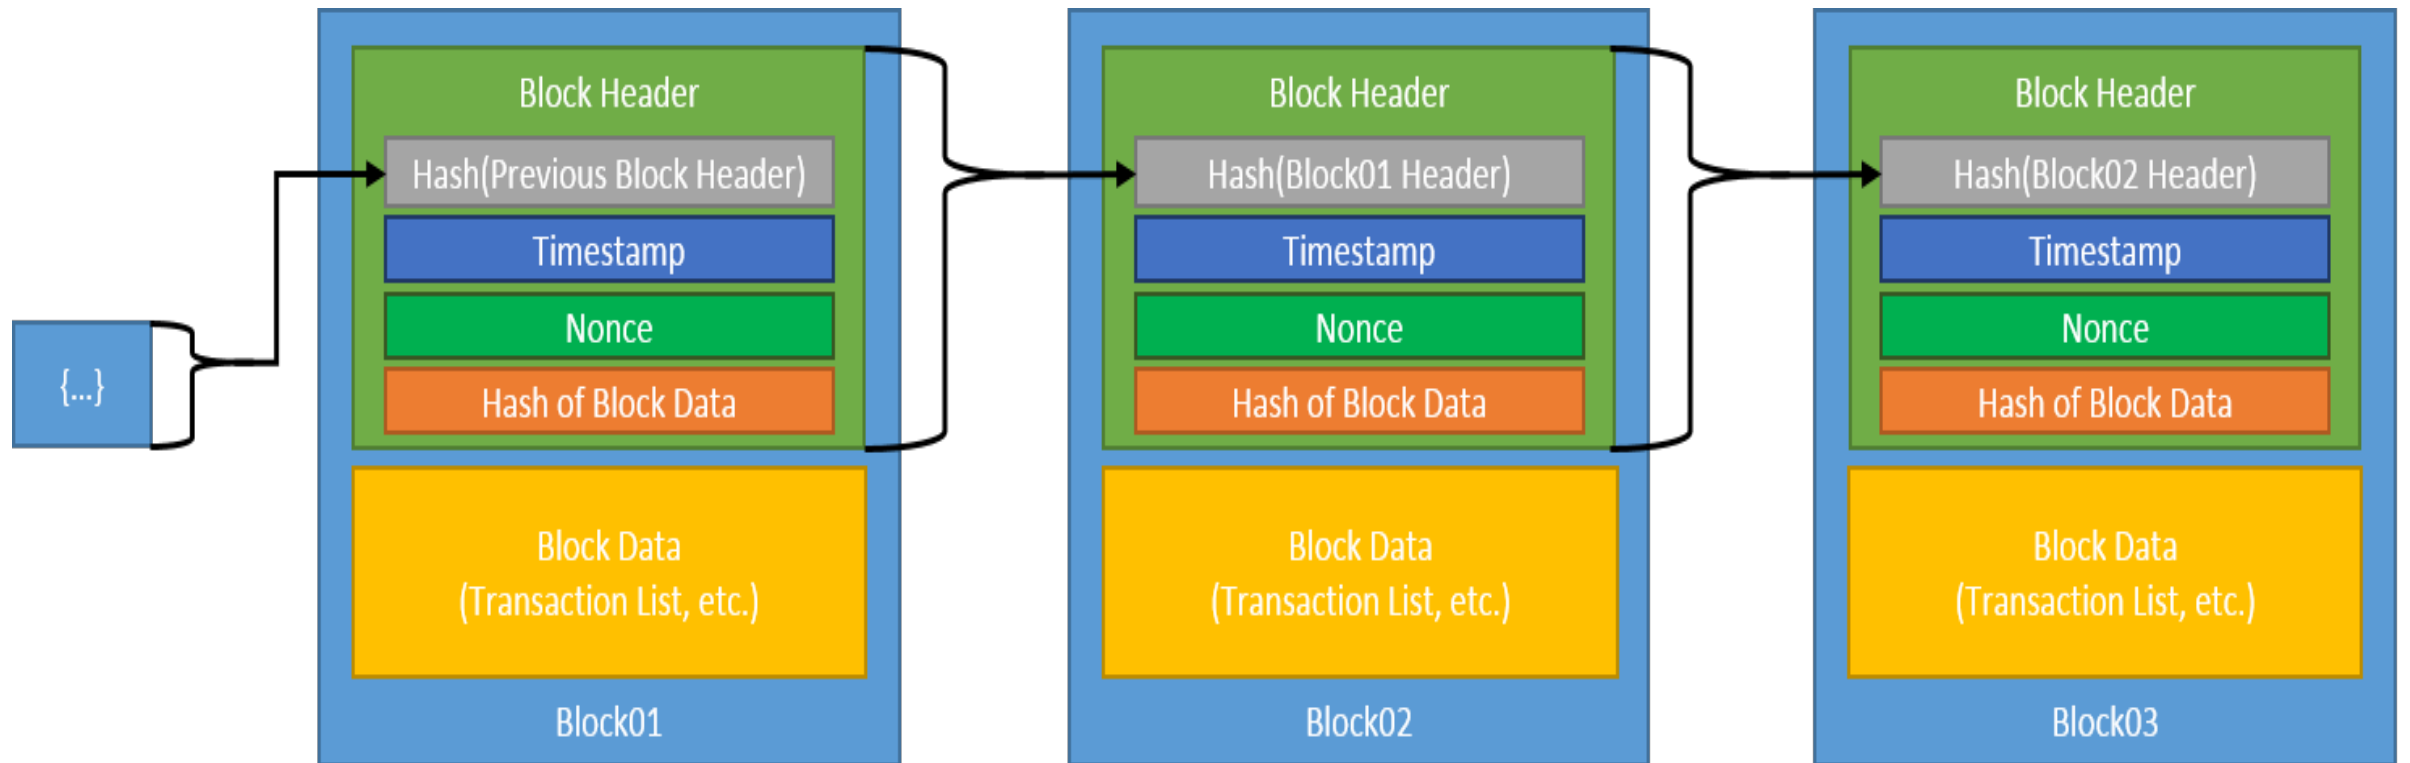 {...}
Block Header
Hash(Previous Block Header)
Timestamp
Nonce
Hash of Block Data
Block Data
(Transaction List, etc.)
Block01
Block Header
Hash(Block01 Header)
Timestamp
Nonce
Hash of Block Data
Block Data
(Transaction List, etc.)
Block02
Block Header
Hash(Block02 Header)
Timestamp
Nonce
Hash of Block Data
Block Data
(Transaction List, etc.)
Block03